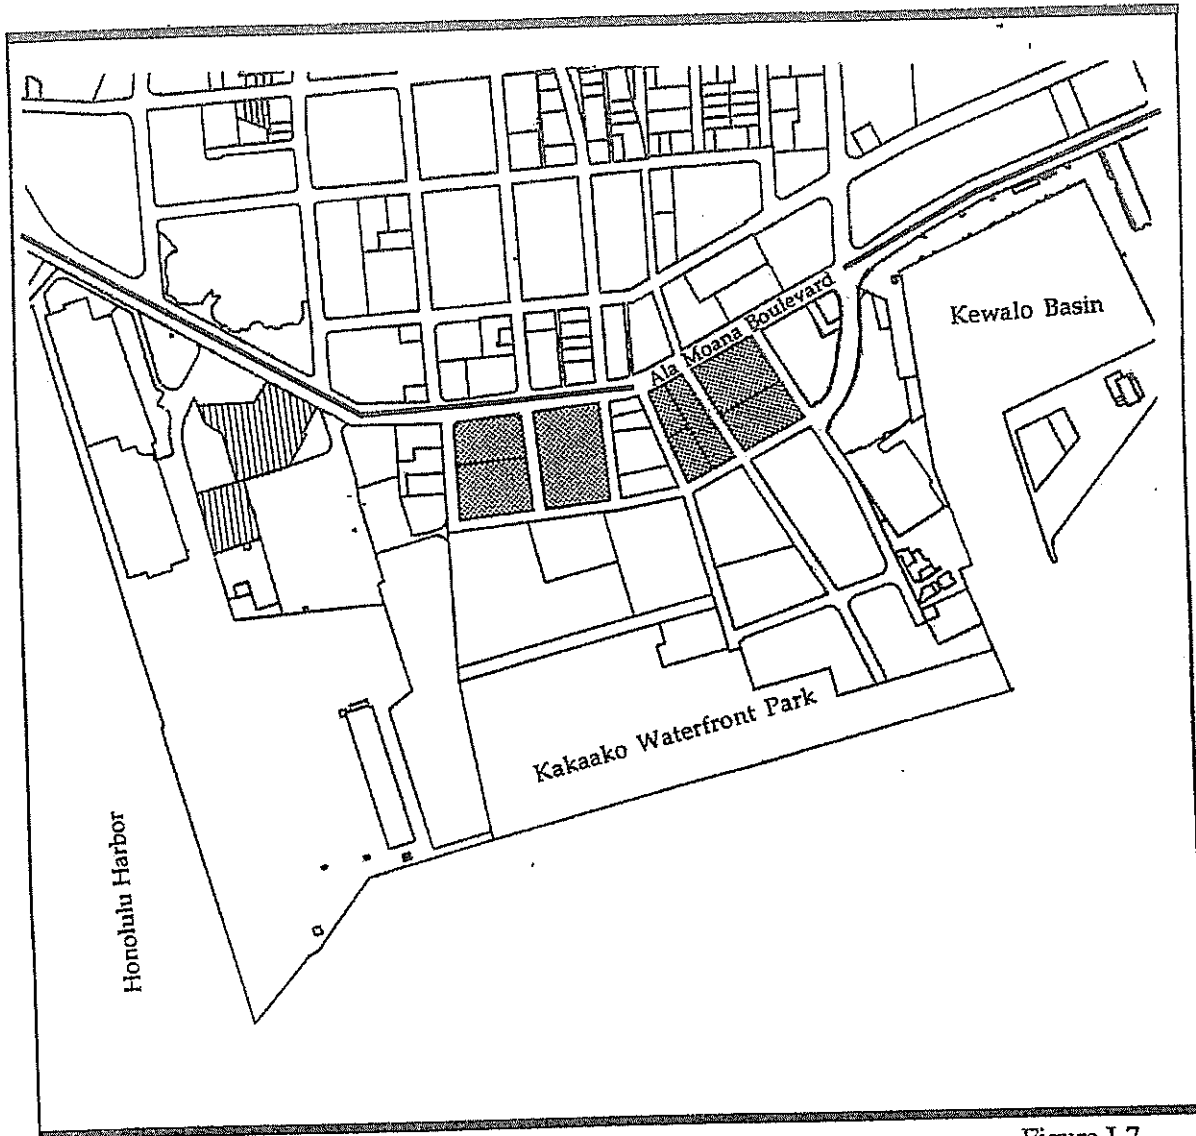 Kewalo Basin
Ala Moana Boulevard
Kakaako Waterfront Park
Honolulu Harbor